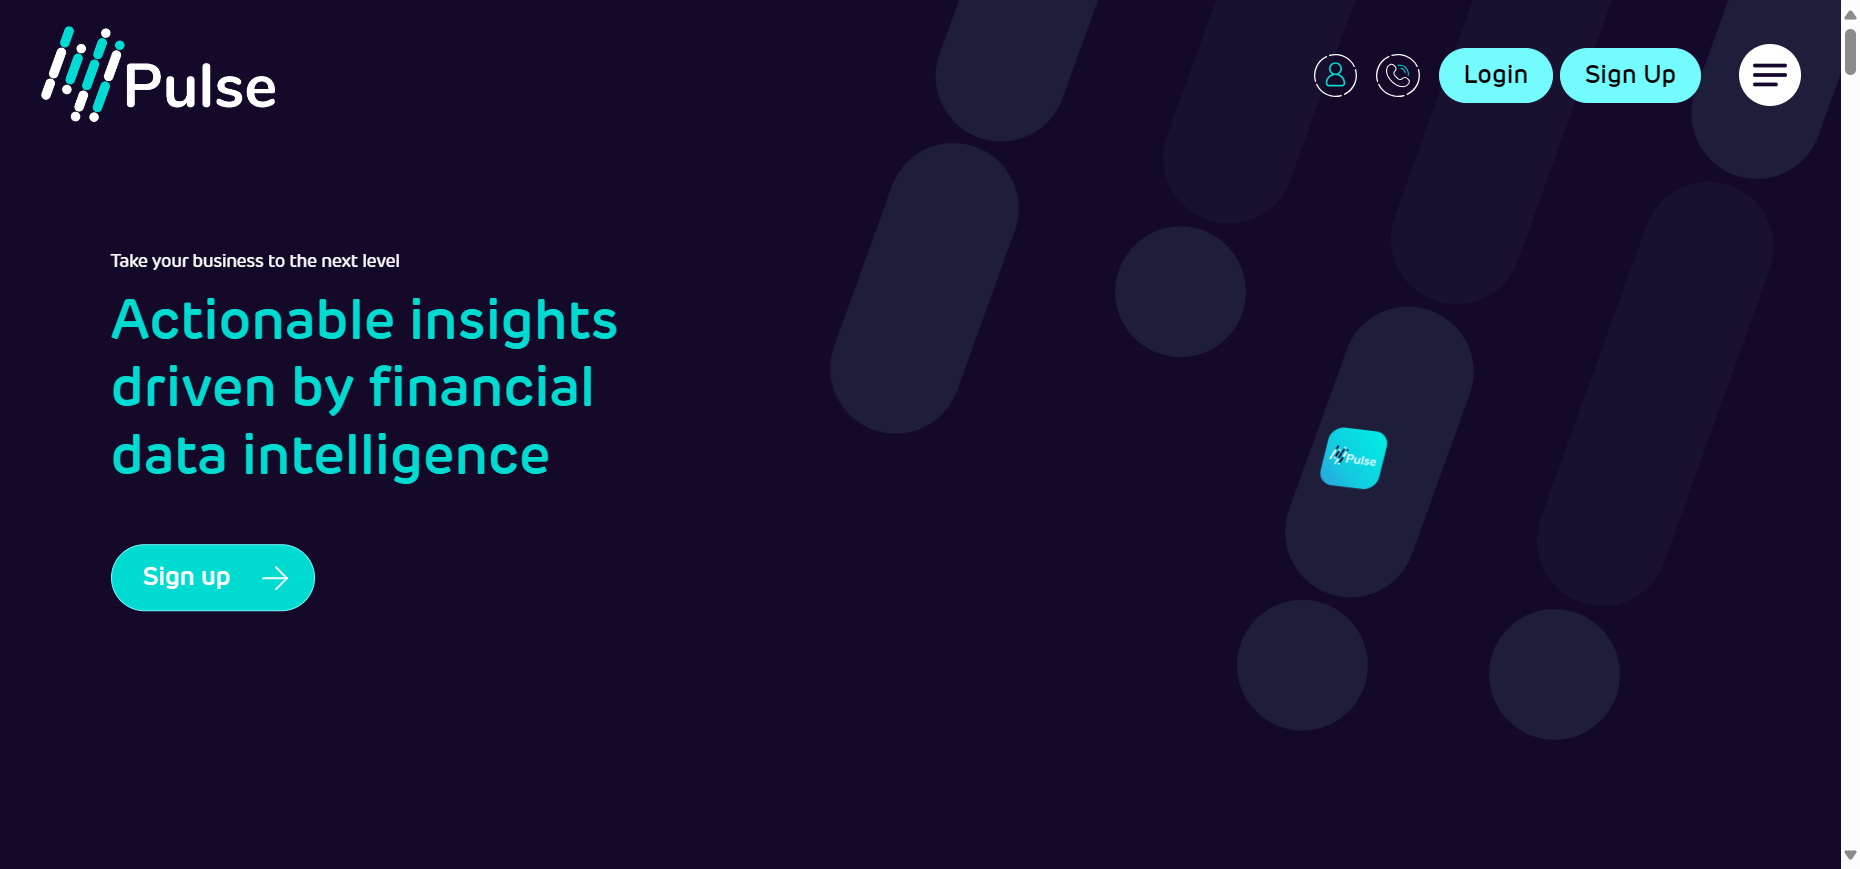 Pulse
Login
Sign Up
Take your business to the next level
Actionable insights
driven by financial
data intelligence
Pulse
Sign up